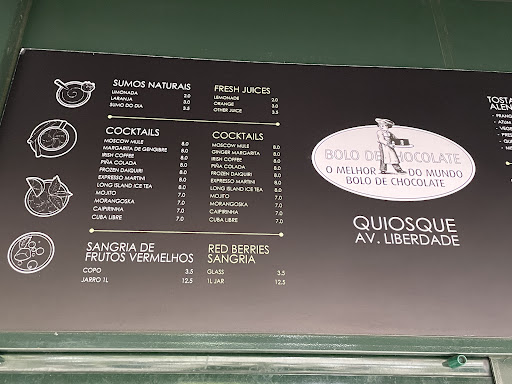 SUMOS NATURAIS
LIMONADA 2.0
LARANJA 3.0
SUMO DO DIA 3.0
FRESH JUICES
LEMONADE 2.0
ORANGE 3.0
OTHER JUICE 3.0
COCKTAILS
MOSCOW MULE 8.0
MARGARITA DE GENGIBRE 8.0
IRISH COFFEE 8.0
PIÑA COLADA 8.0
FROZEN DAIQUIRI 8.0
EXPRESSO MARTINI 8.0
LONG ISLAND ICE TEA 8.0
MOJITO 7.0
MORANGOSKA 7.0
CAIPIRINHA 7.0
CUBA LIBRE 7.0
COCKTAILS
MOSCOW MULE 8.0
GINGER MARGARITA 8.0
IRISH COFFEE 8.0
PIÑA COLADA 8.0
FROZEN DAIQUIRI 8.0
EXPRESSO MARTINI 8.0
LONG ISLAND ICE TEA 8.0
MOJITO 7.0
MORANGOSKA 7.0
CAIPIRINHA 7.0
CUBA LIBRE 7.0
SANGRIA DE
FRUTOS VERMELHOS
COPO 3.5
JARRO 1L 12.5
RED BERRIES
SANGRIA
GLASS 3.5
1L JAR 12.5
BOLO DE CHOCOLATE
O MELHOR DO MUNDO
BOLO DE CHOCOLATE
QUIOSQUE
AV. LIBERDADE
TOSTA
ALEN